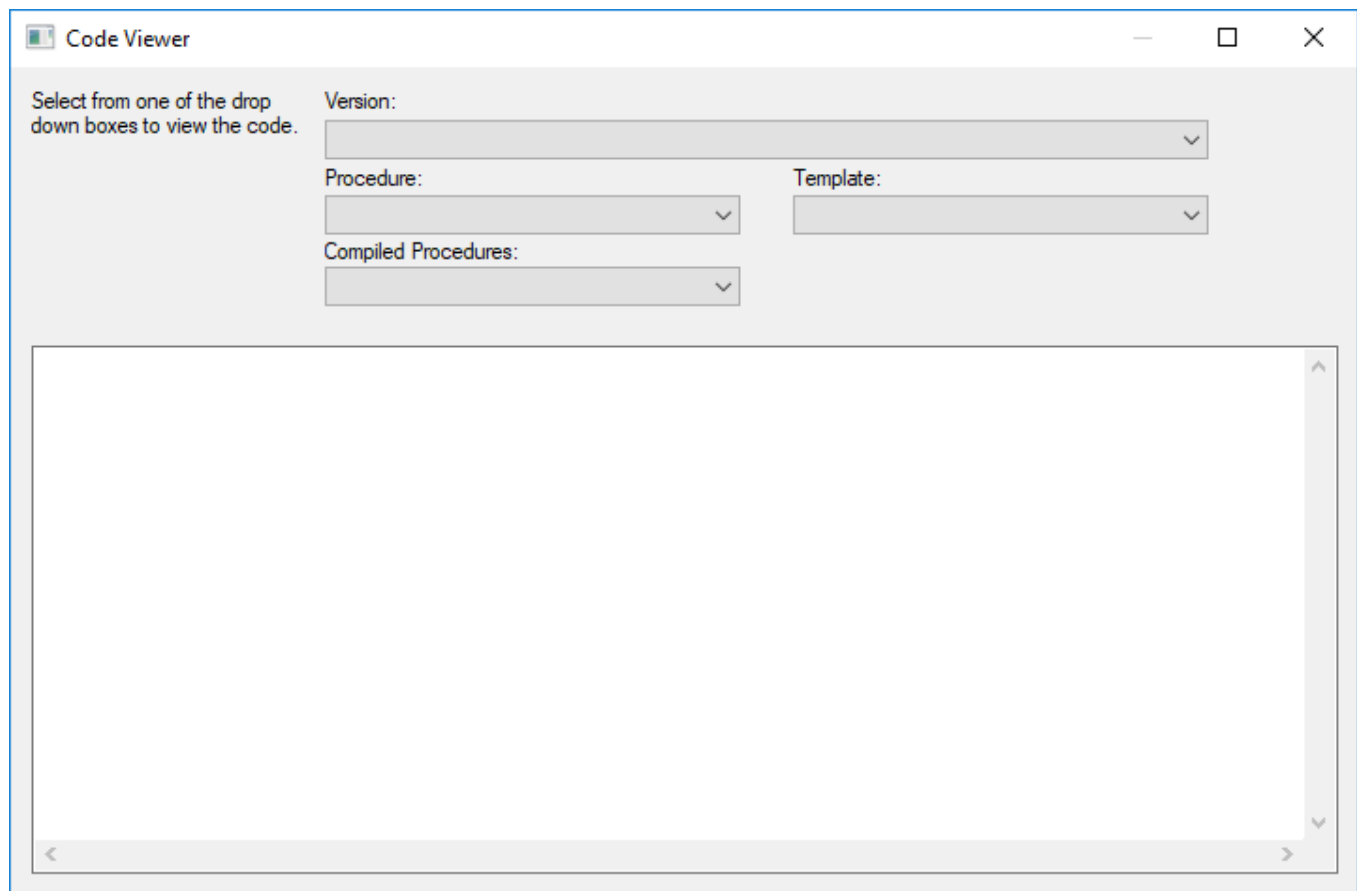 Code Viewer
Select from one of the drop
down boxes to view the code.
Version:
Procedure:
Template:
Compiled Procedures: